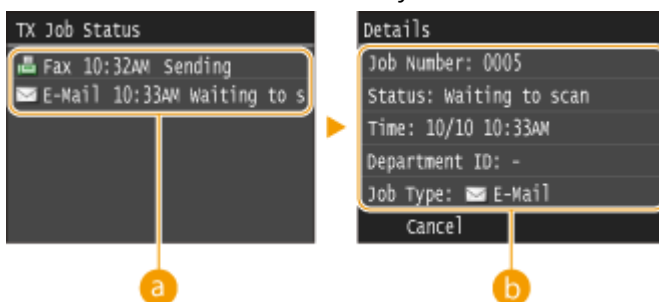 TX Job Status
Fax 10:32AM Sending
E-Mail 10:33AM Waiting to s
Details
Job Number: 0005
Status: Waiting to scan
Time: 10/10 10:33AM
Department ID: -
Job Type: E-Mail
Cancel
a
b